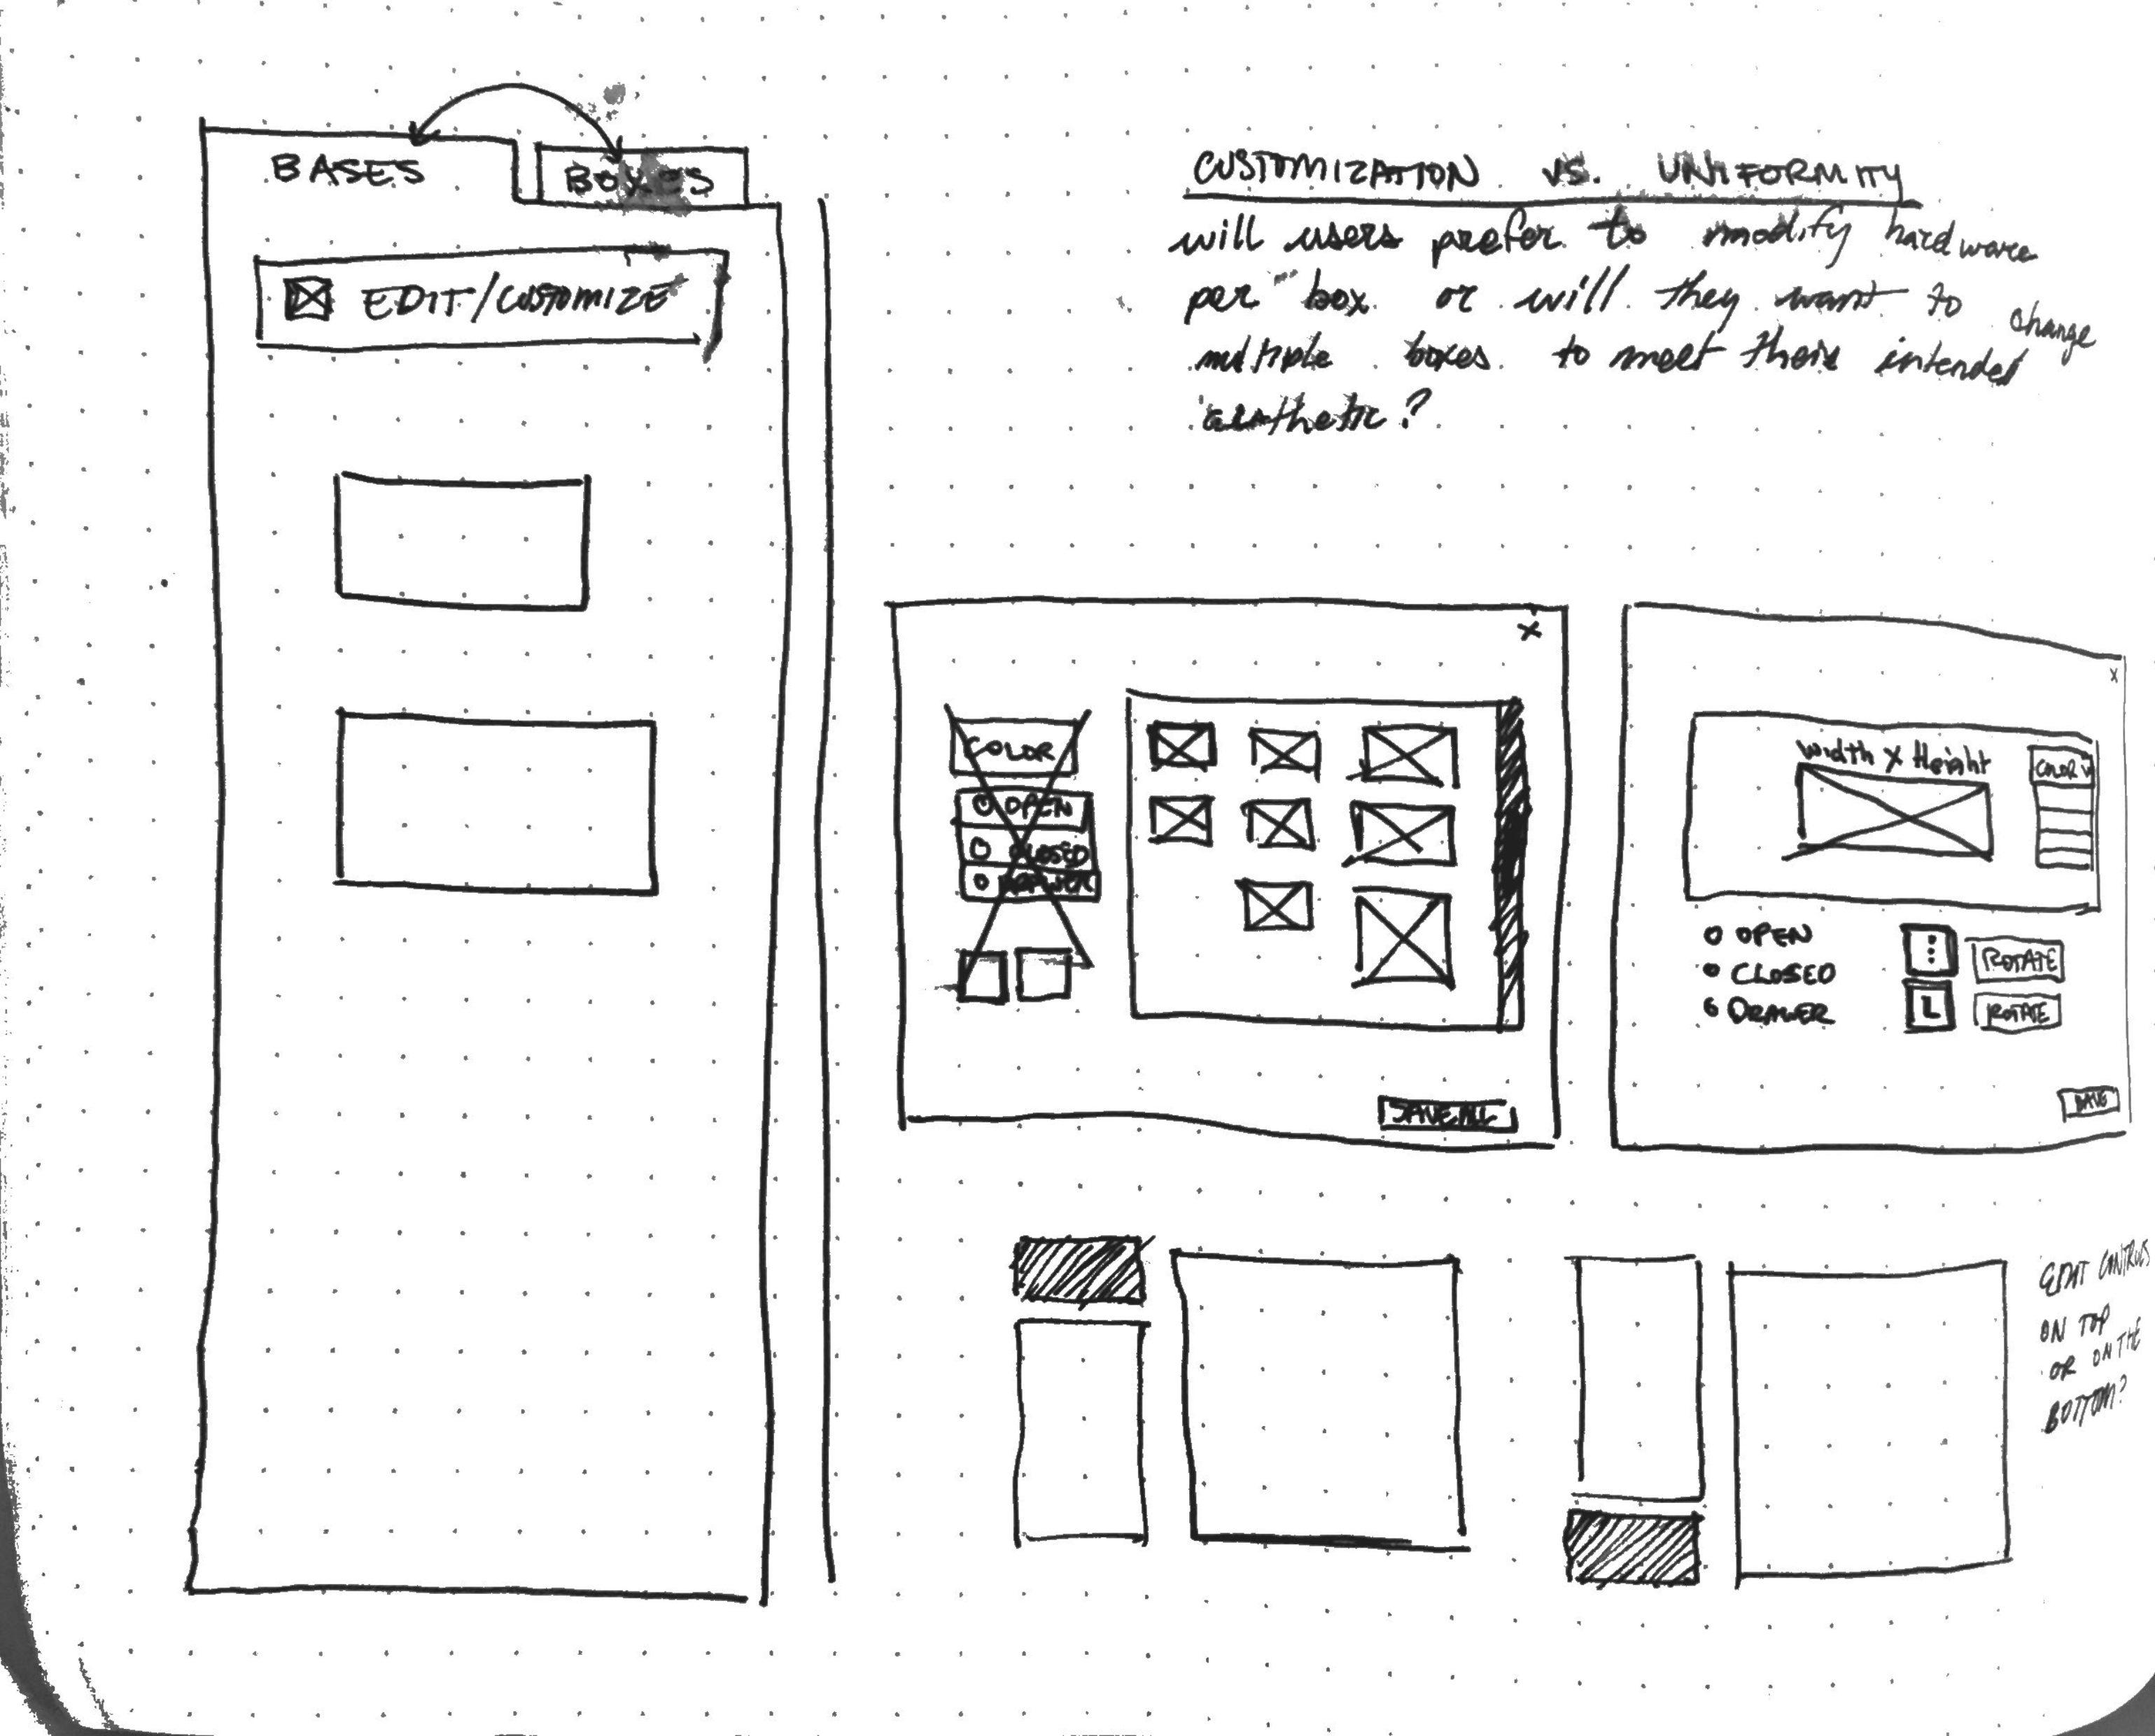 BASES
BOXES
EDIT/CUSTOMIZE
CUSTOMIZATION VS. UNIFORMITY
will users prefer to modify hardware
per box or will they want to change
multiple boxes to meet their intended
aesthetic?
X
COLOR
OPEN
CLOSED
DRAWER
SAVE ALL
x
Width x Height
COLOR
OPEN
CLOSED
DRAWER
L
ROTATE
ROTATE
SAVE
EDIT CONTROLS
ON TOP
OR ON THE
BOTTOM?